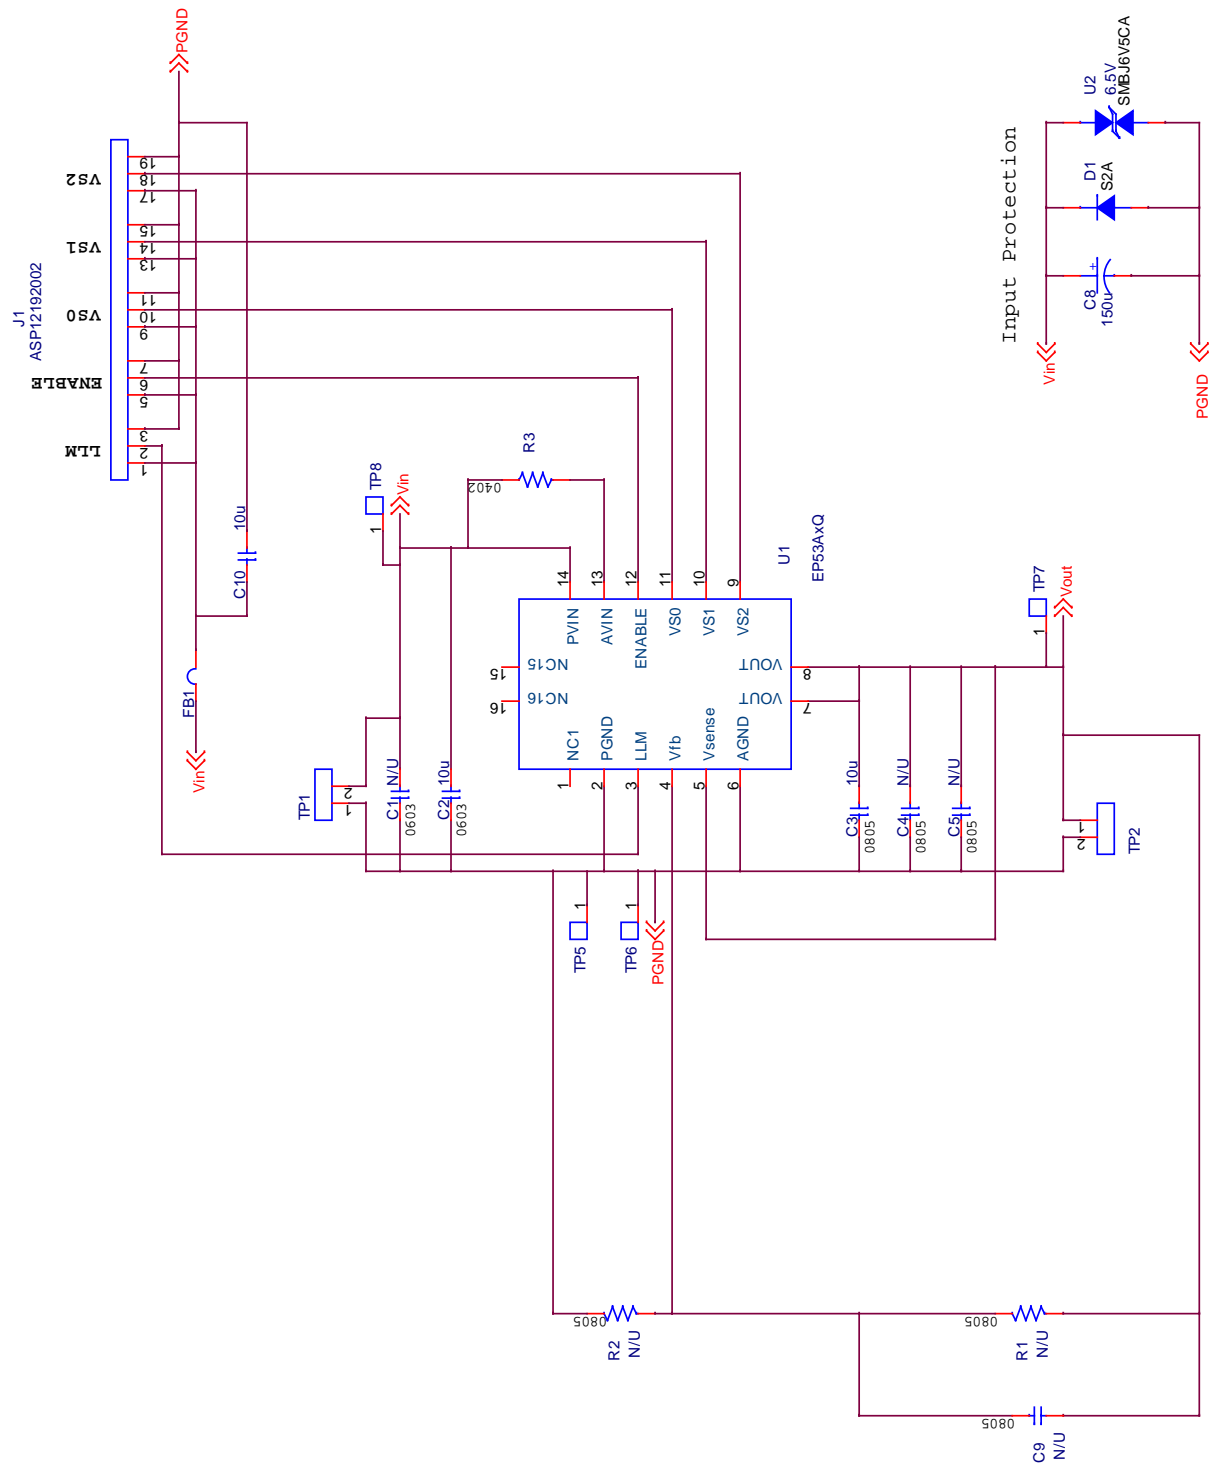 PGND
J1
ASP12192002
VS2
VS1
VS0
ENABLE
LLM
19
18
17
15
14
13
11
10
9
7
6
5
3
2
1
C10
10u
FB1
Vin
TP8
1
Vin
R3
0402
TP1
2
1
C1
N/U
0603
C2
10u
0603
U1
EP53AxQ
14
13
12
11
10
9
PVIN
AVIN
ENABLE
VS0
VS1
VS2
15
NC15
16
NC16
VOUT
8
VOUT
7
NC1
PGND
LLM
Vfb
Vsense
AGND
1
2
3
4
5
6
TP7
1
Vout
C3
10u
0805
C4
N/U
0805
C5
N/U
0805
1
2
TP2
TP5
1
TP6
1
PGND
0805
R2
N/U
0805
R1
N/U
0805
C9
N/U
Input Protection
U2
6.5V
SMBJ6V5CA
D1
S2A
C8
+
150u
Vin
PGND